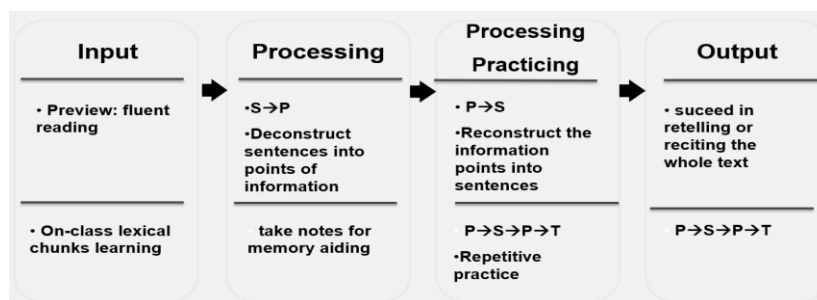 Input
• Preview: fluent
reading
• On-class lexical
chunks learning
Processing
•S→P
•Deconstruct
sentences into
points of
information
take notes for
memory aiding
Processing
Practicing
• P→S
•Reconstruct the
information
points into
sentences
P→S→P→T
•Repetitive
practice
Output
• suceed in
retelling or
reciting the
whole text
P→S→P→T